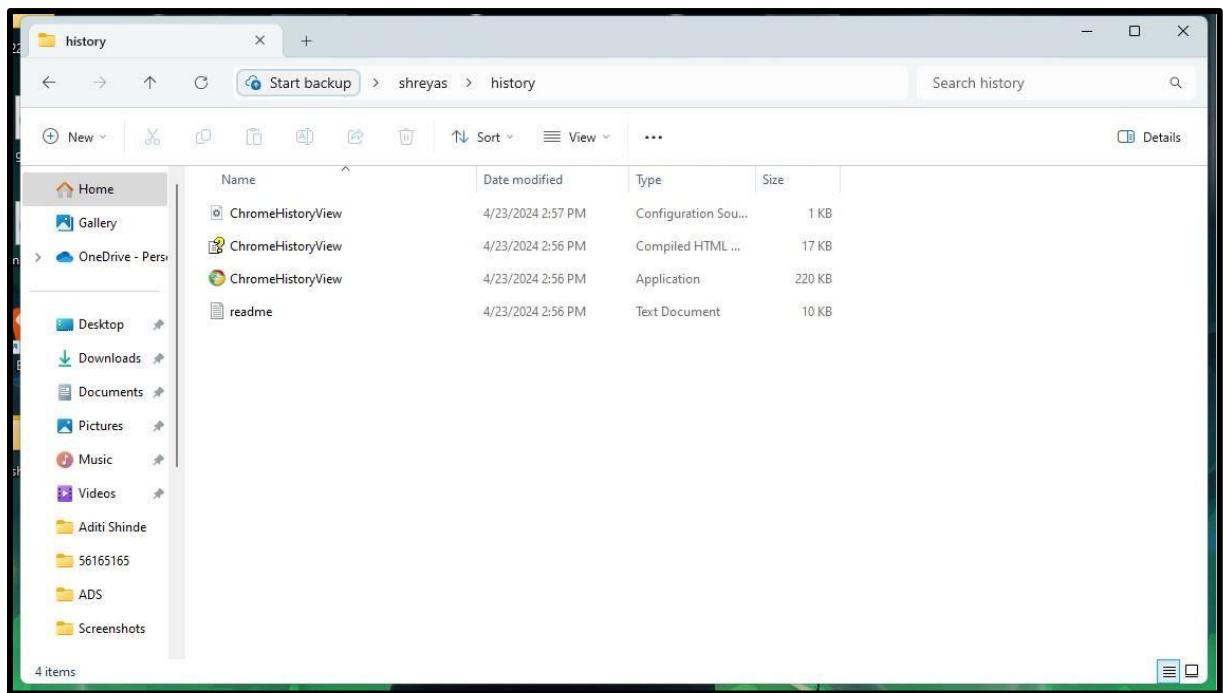 history
Start backup > shreyas > history
Search history
New Sort View ... Details
Name Date modified Type Size
ChromeHistoryView 4/23/2024 2:57 PM Configuration Sou... 1 KB
ChromeHistoryView 4/23/2024 2:56 PM Compiled HTML ... 17 KB
ChromeHistoryView 4/23/2024 2:56 PM Application 220 KB
readme 4/23/2024 2:56 PM Text Document 10 KB
Home
Gallery
OneDrive - Pers
Desktop
Downloads
Documents
Pictures
Music
Videos
Aditi Shinde
56165165
ADS
Screenshots
4 items